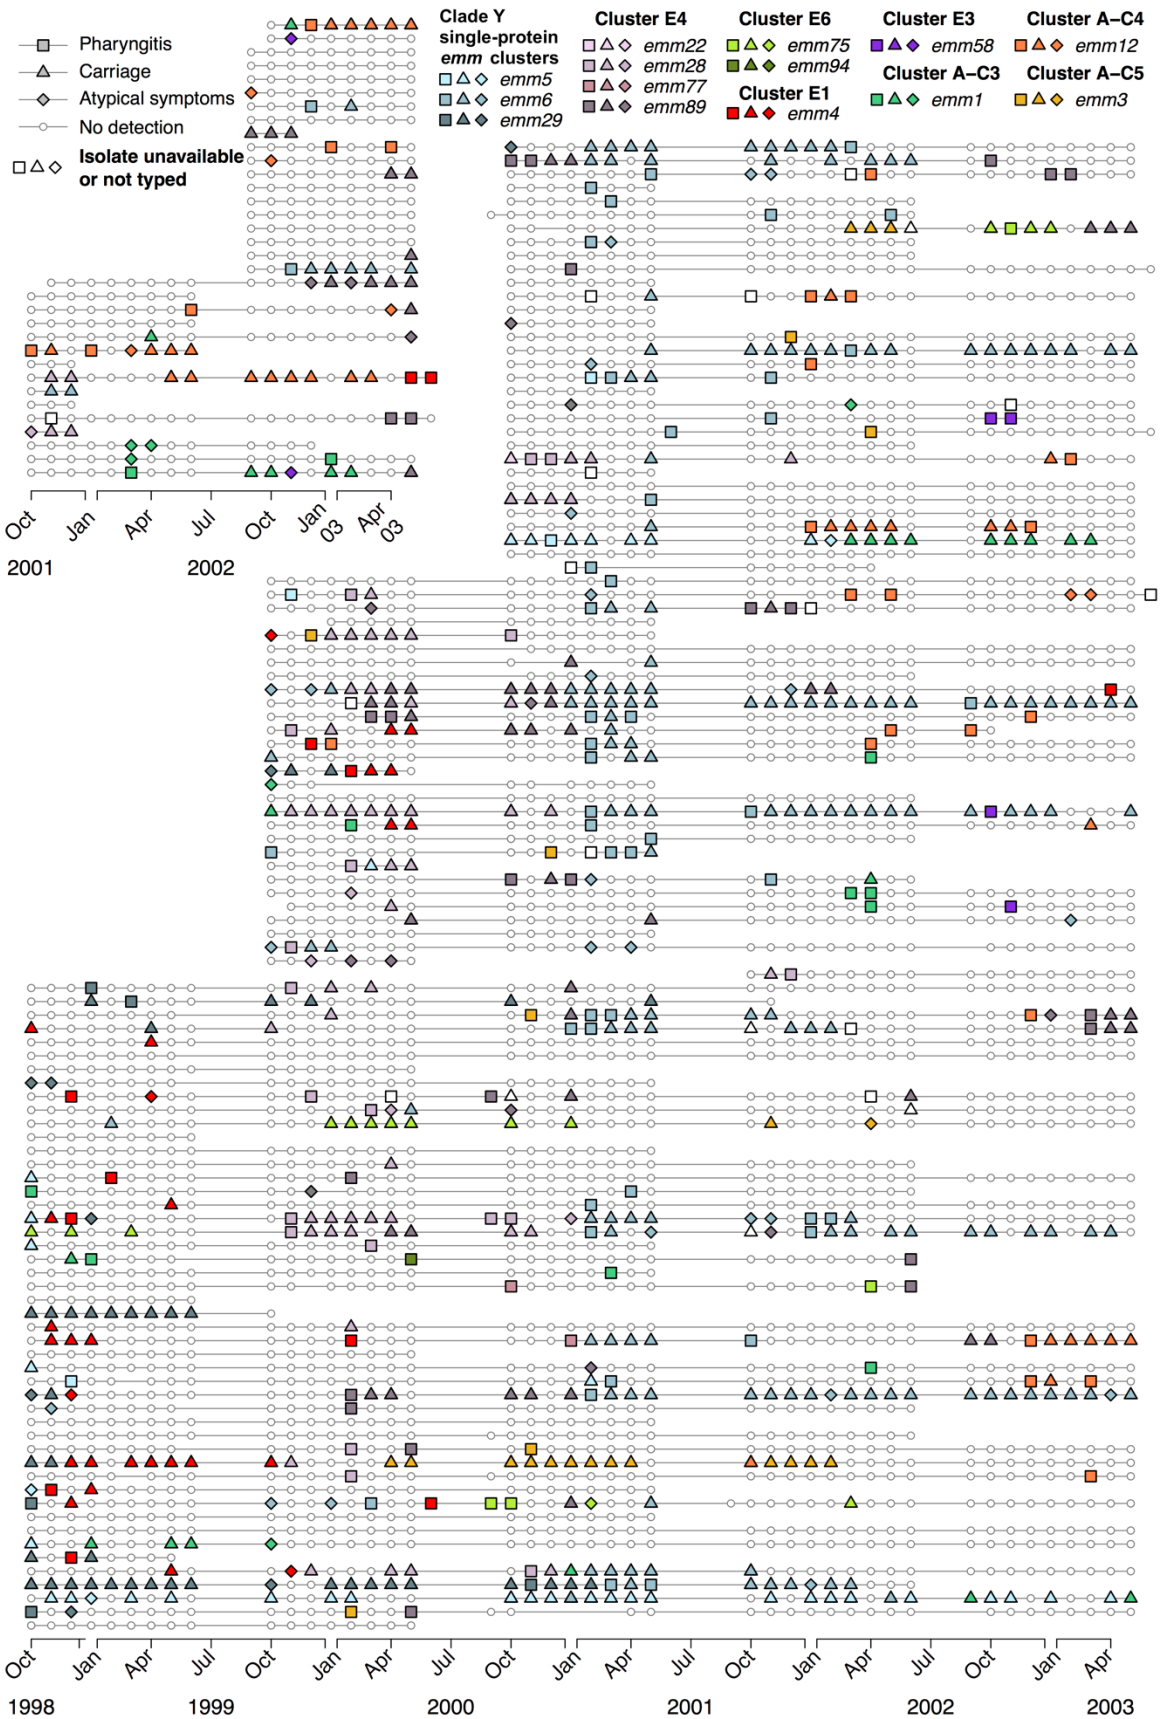 Pharyngitis
Carriage
Atypical symptoms
No detection
Isolate unavailable
or not typed
Clade Y
single-protein
emm clusters
emm5
emm6
emm29
Cluster E4
emm22
emm28
emm77
emm89
Cluster E6
emm75
emm94
Cluster E1
emm4
Cluster E3
emm58
Cluster A–C3
emm1
Cluster A–C4
emm12
Cluster A–C5
emm3
Oct Jan Apr Jul Oct Jan 03 Apr 03
2001 2002
Oct Jan Apr Jul Oct Jan Apr Jul Oct Jan Apr Jul Oct Jan Apr Jul Oct Jan Apr
1998 1999 2000 2001 2002 2003